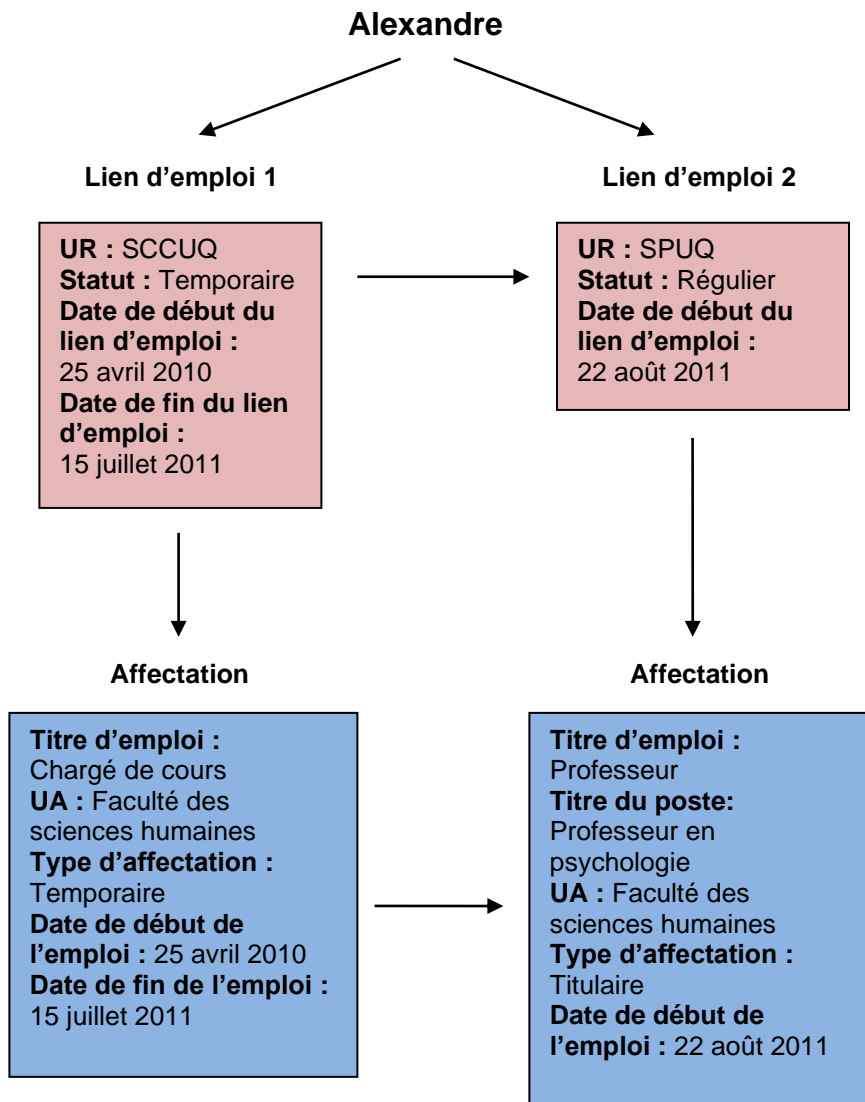 Alexandre
Lien d'emploi 1
UR : SCCUQ
Statut : Temporaire
Date de début du
lien d'emploi :
25 avril 2010
Date de fin du lien
d'emploi :
15 juillet 2011
Lien d'emploi 2
UR : SPUQ
Statut : Régulier
Date de début du
lien d'emploi :
22 août 2011
Affectation
Titre d'emploi :
Chargé de cours
UA : Faculté des
sciences humaines
Type d'affectation :
Temporaire
Date de début de
l'emploi : 25 avril 2010
Date de fin de l'emploi :
15 juillet 2011
Affectation
Titre d'emploi :
Professeur
Titre du poste:
Professeur en
psychologie
UA : Faculté des
sciences humaines
Type d'affectation :
Titulaire
Date de début de
l'emploi : 22 août 2011